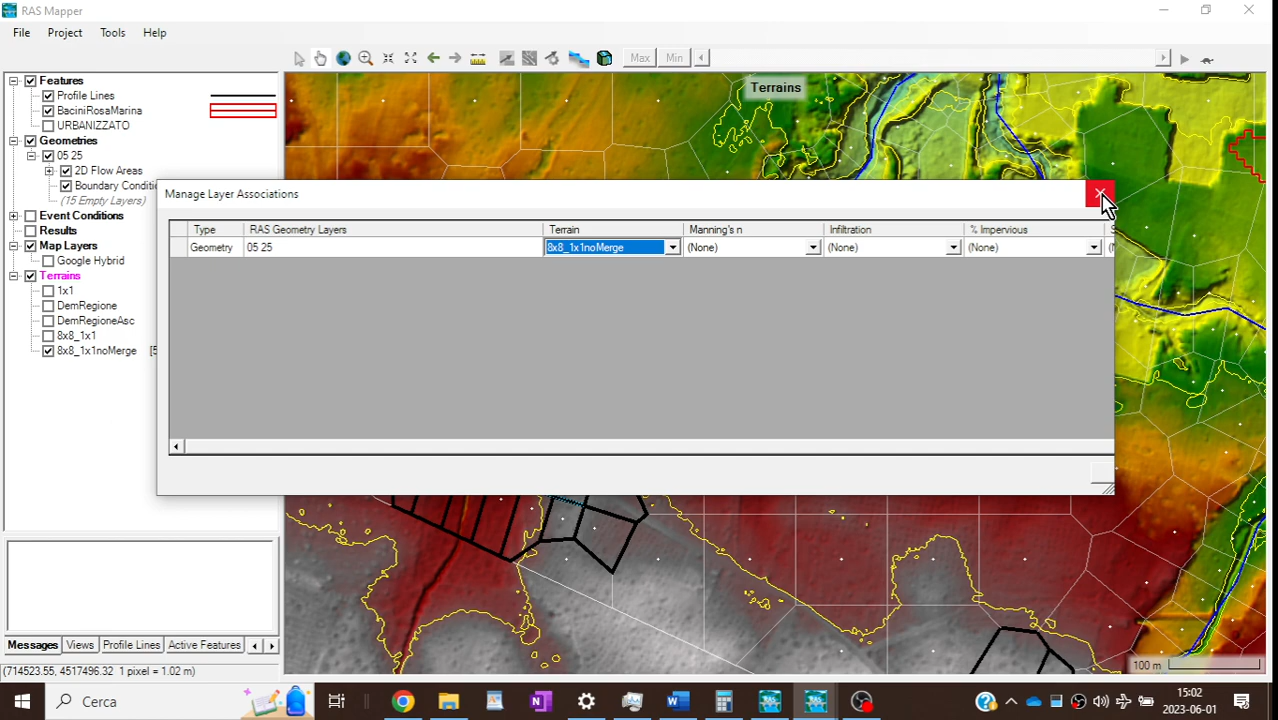 RAS Mapper
File Project Tools Help
Max Min
Features
Profile Lines
BaciniRosaMarina
URBANIZZATO
Geometries
05 25
2D Flow Areas
Boundary Conditi
(15 Empty Layers)
Event Conditions
Results
Map Layers
Google Hybrid
Terrains
1x1
DemRegione
DemRegioneAsc
8x8_1x1
8x8_1x1noMerge [5
Terrains
Manage Layer Associations
Type RAS Geometry Layers Terrain Manning's n Infiltration % Impervious
Geometry 05 25 8x8_1x1noMerge (None) (None) (None)
100 m
Messages Views Profile Lines Active Features
(714523.55, 4517496.32 1 pixel = 1.02 m)
Cerca
15:02
2023-06-01